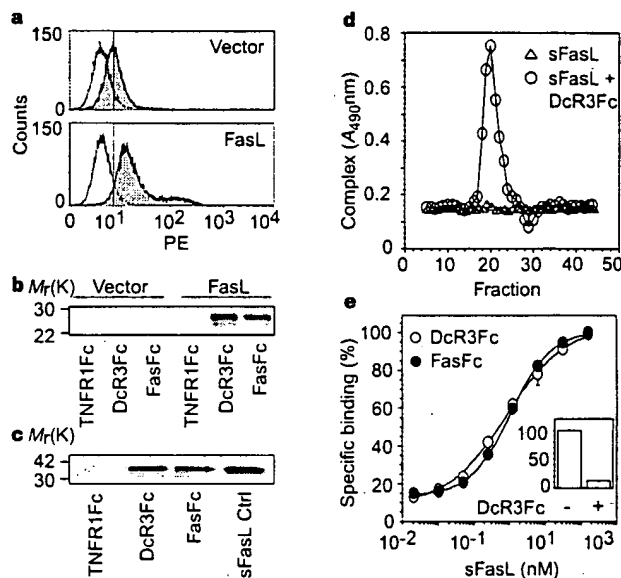 a
150
Vector
0
150
FasL
0
Counts
0 10¹ 10² 10³ 10⁴
PE
b Mr(K) Vector FasL
30
22
TNFR1Fc
DcR3Fc
FasFc
TNFR1Fc
DcR3Fc
FasFc
c Mr(K)
42
30
TNFR1Fc
DcR3Fc
FasFc
sFasL Ctrl
d
0.8
0.6
0.4
0.2
0
Complex (A490nm)
△ sFasL
○ sFasL +
DcR3Fc
0 10 20 30 40 50
Fraction
e
100
80
60
40
20
0
Specific binding (%)
○ DcR3Fc
● FasFc
100
50
0
DcR3Fc - +
10⁻² 10⁻¹ 10⁰ 10¹ 10² 10³
sFasL (nM)